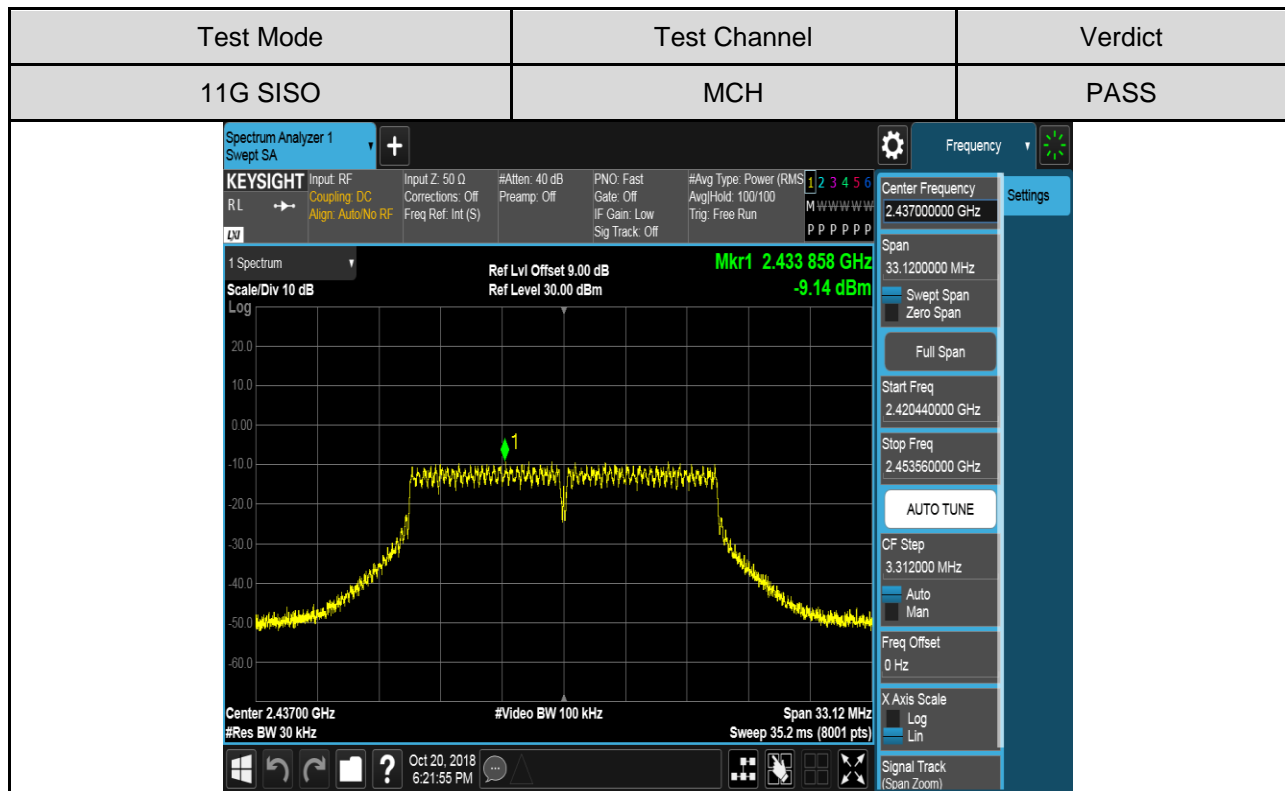 Test Mode Test Channel Verdict
11G SISO MCH PASS
Spectrum Analyzer 1
Swept SA
+
Frequency
KEYSIGHT Input: RF Input Z: 50 Ω #Atten: 40 dB PNO: Fast #Avg Type: Power (RMS 1 2 3 4 5 6
RL Coupling: DC Corrections: Off Preamp: Off Gate: Off Avg|Hold: 100/100 M W W W W W
Align: Auto/No RF Freq Ref: Int (S) IF Gain: Low Trig: Free Run
LXI Sig Track: Off P P P P P P
1 Spectrum
Scale/Div 10 dB
Ref Lvl Offset 9.00 dB
Ref Level 30.00 dBm
Mkr1 2.433 858 GHz
-9.14 dBm
Log
20.0
10.0
0.00
-10.0
-20.0
-30.0
-40.0
-50.0
-60.0
1
Center 2.43700 GHz #Video BW 100 kHz Span 33.12 MHz
#Res BW 30 kHz Sweep 35.2 ms (8001 pts)
Center Frequency
2.437000000 GHz
Settings
Span
33.1200000 MHz
Swept Span
Zero Span
Full Span
Start Freq
2.420440000 GHz
Stop Freq
2.453560000 GHz
AUTO TUNE
CF Step
3.312000 MHz
Auto
Man
Freq Offset
0 Hz
X Axis Scale
Log
Lin
Signal Track
(Span Zoom)
?
Oct 20, 2018
6:21:55 PM